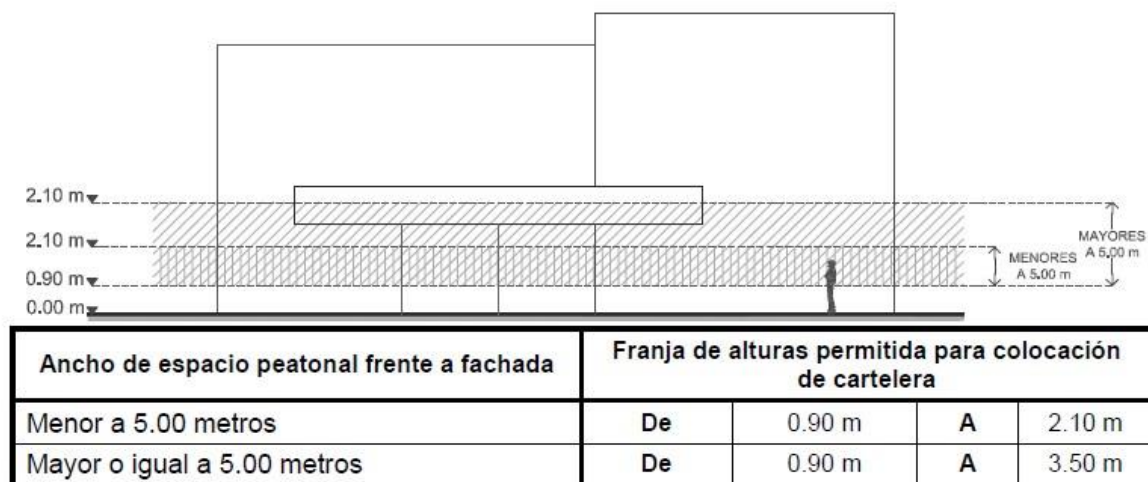 2.10 m
2.10 m
0.90 m
0.00 m
MENORES
A 5.00 m
MAYORES
A 5.00 m
Ancho de espacio peatonal frente a fachada
Franja de alturas permitida para colocación
de cartelera
Menor a 5.00 metros De 0.90 m A 2.10 m
Mayor o igual a 5.00 metros De 0.90 m A 3.50 m